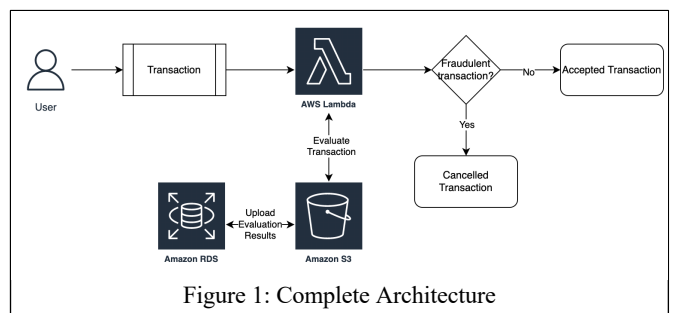 User
Transaction
AWS Lambda
Fraudulent
transaction?
No
Accepted Transaction
Yes
Cancelled
Transaction
Evaluate
Transaction
Amazon RDS
Upload
Evaluation
Results
Amazon S3
Figure 1: Complete Architecture